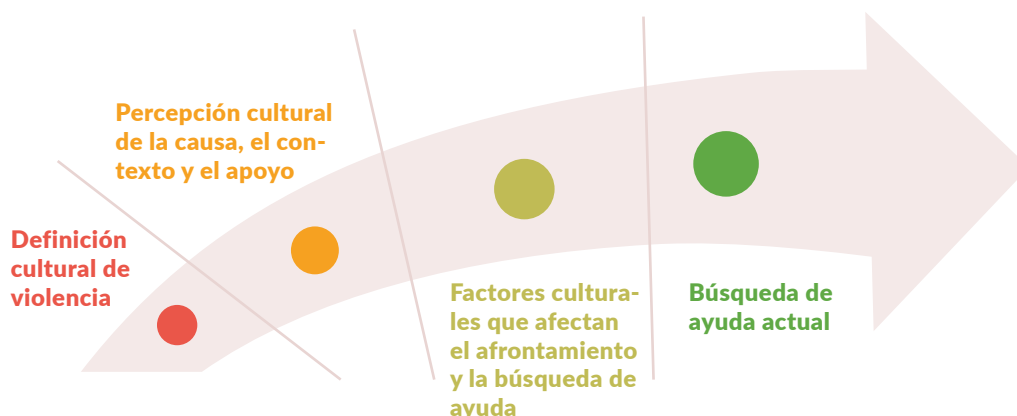 Definición
cultural de
violencia
Percepción cultural
de la causa, el con-
texto y el apoyo
Factores cultura-
les que afectan
el afrontamiento
y la búsqueda de
ayuda
Búsqueda de
ayuda actual